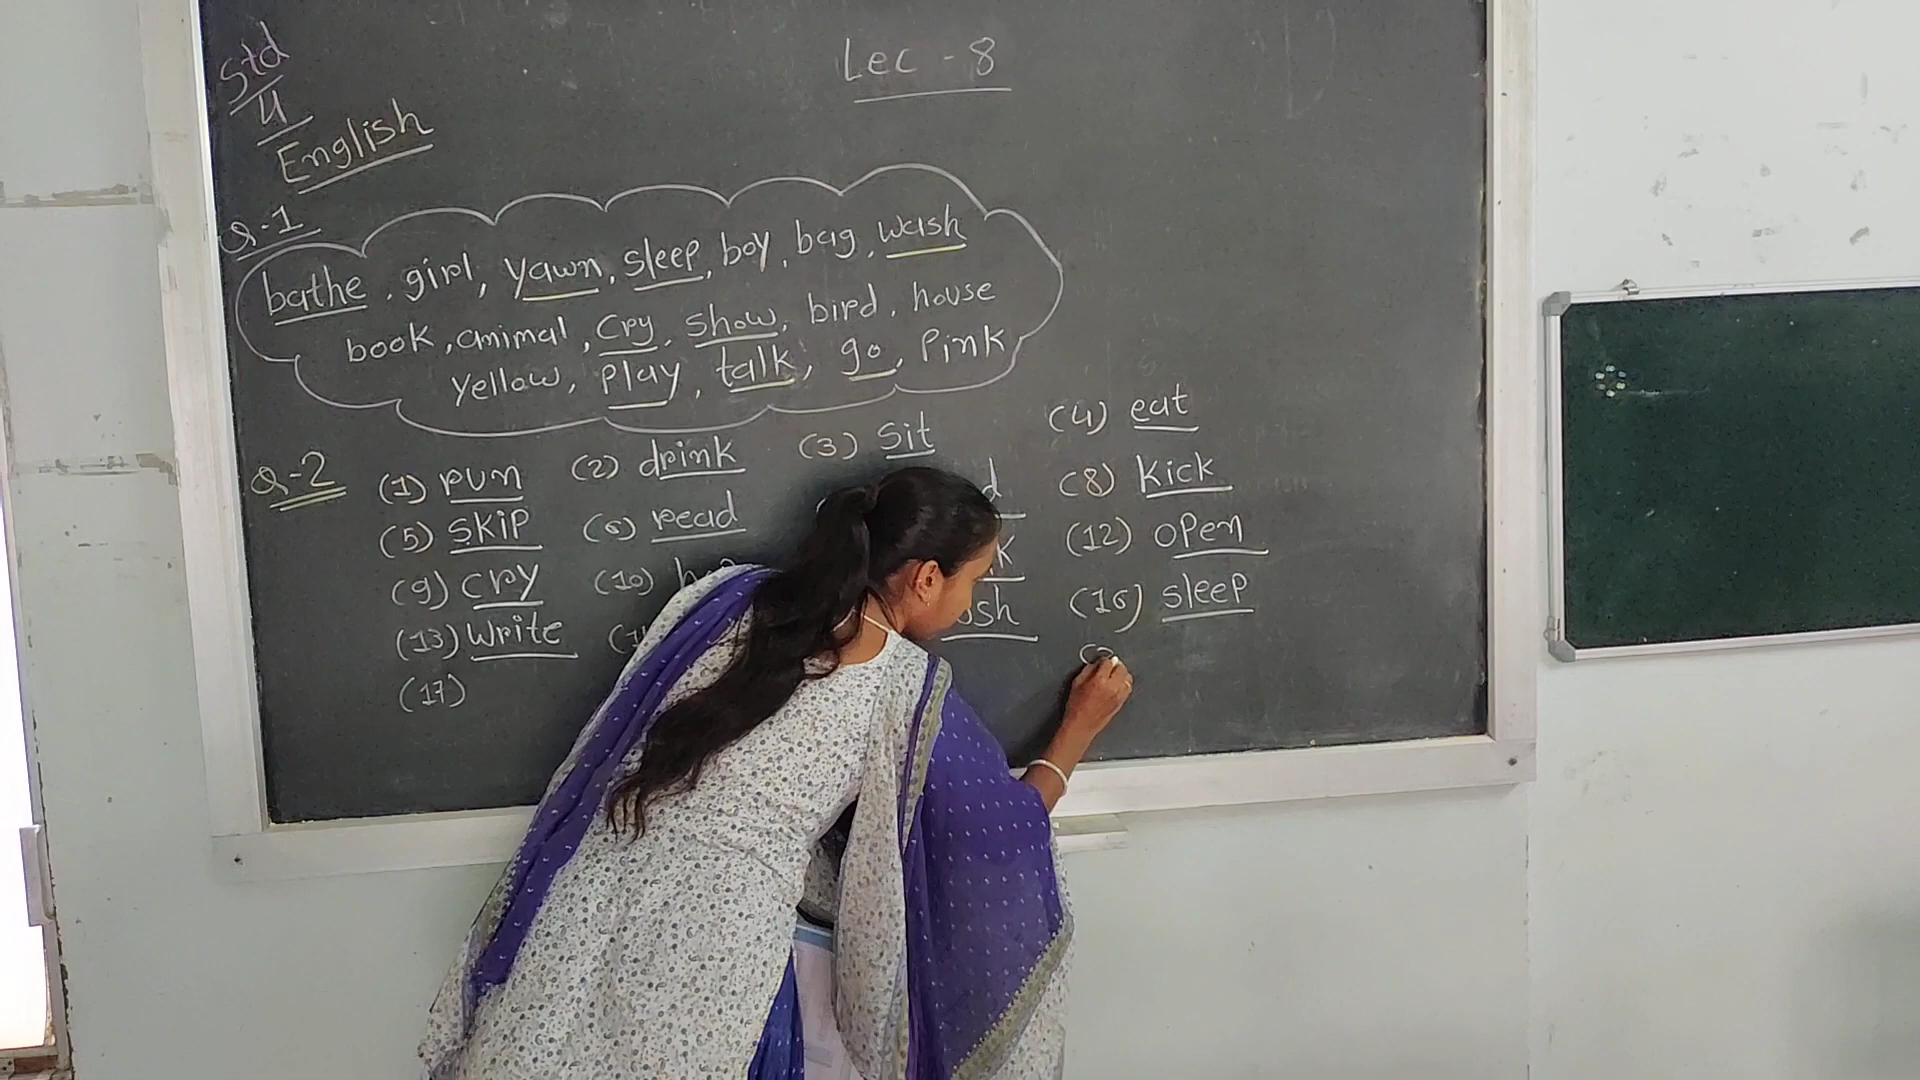 Std
4
English
Lec - 8
Q-1
bathe, girl, yawn, sleep, boy, bag, wash
book, animal, cry, show, bird, house
yellow, play, talk, go, Pink
Q-2
(1) run (2) drink (3) Sit (4) eat
(5) skip (6) read (8) kick
(9) cry (10) (12) open
(13) write (16) sleep
(17)